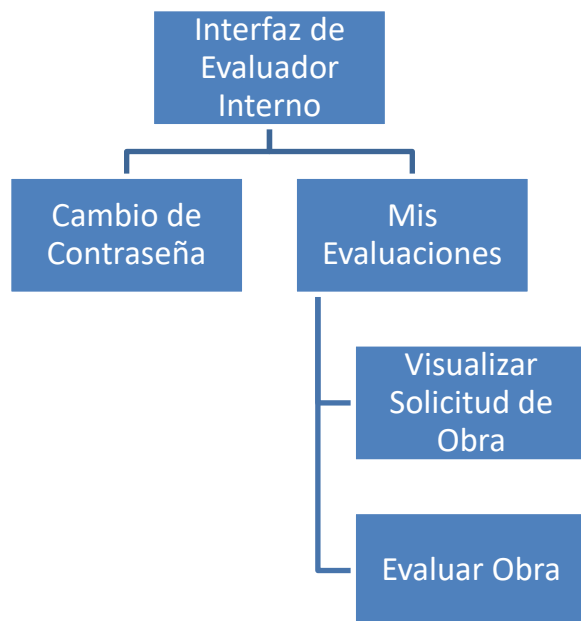 Interfaz de
Evaluador
Interno
Cambio de
Contraseña
Mis
Evaluaciones
Visualizar
Solicitud de
Obra
Evaluar Obra